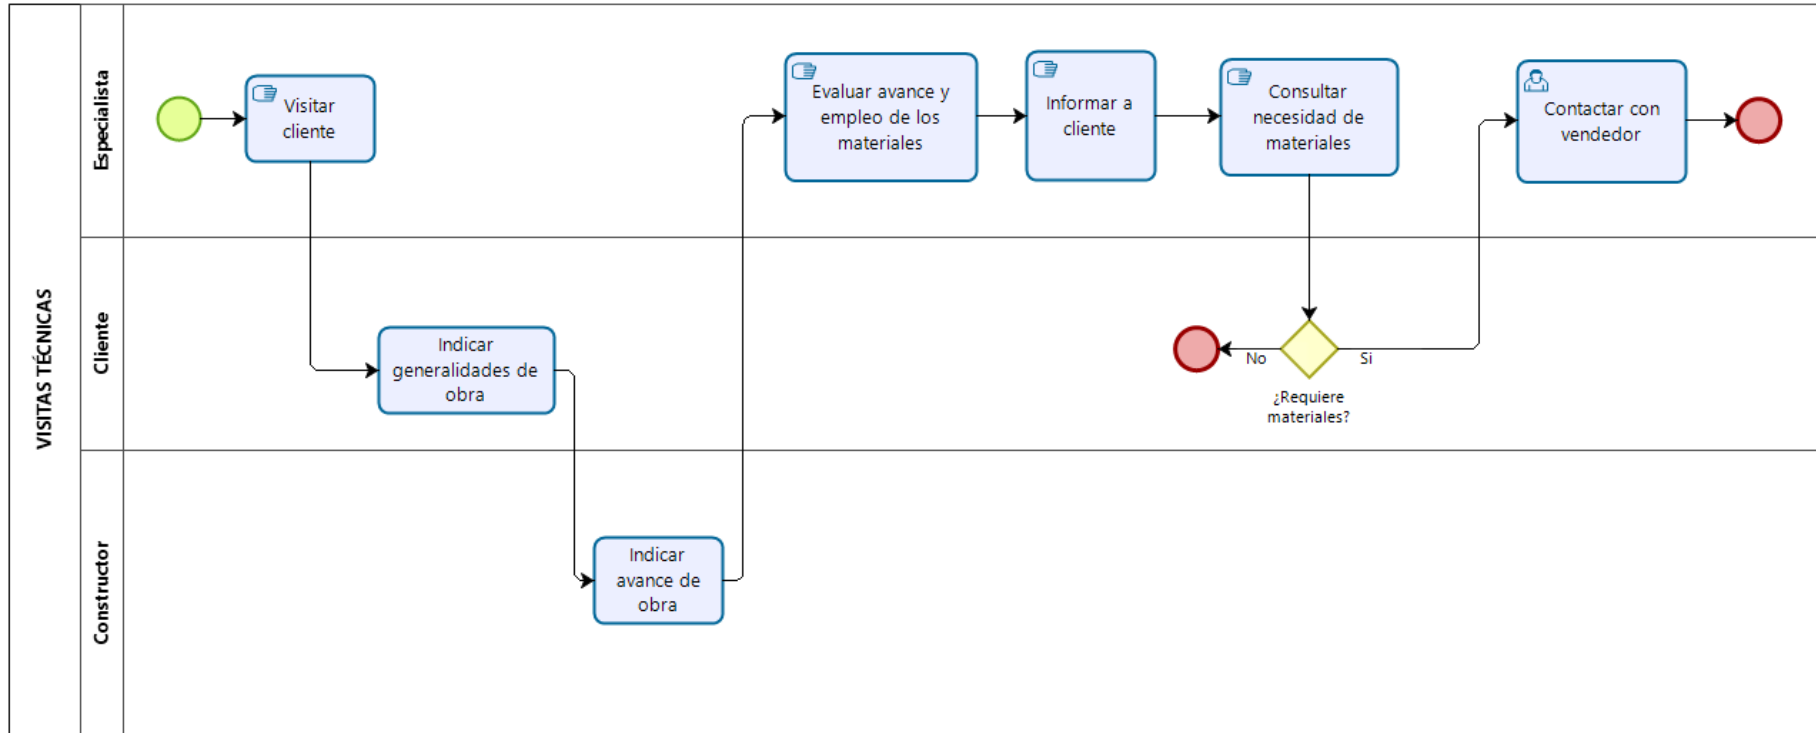 VISITAS TÉCNICAS
Especialista
Visitar
cliente
Evaluar avance y
empleo de los
materiales
Informar a
cliente
Consultar
necesidad de
materiales
Contactar con
vendedor
Cliente
Indicar
generalidades de
obra
No
Si
¿Requiere
materiales?
Constructor
Indicar
avance de
obra